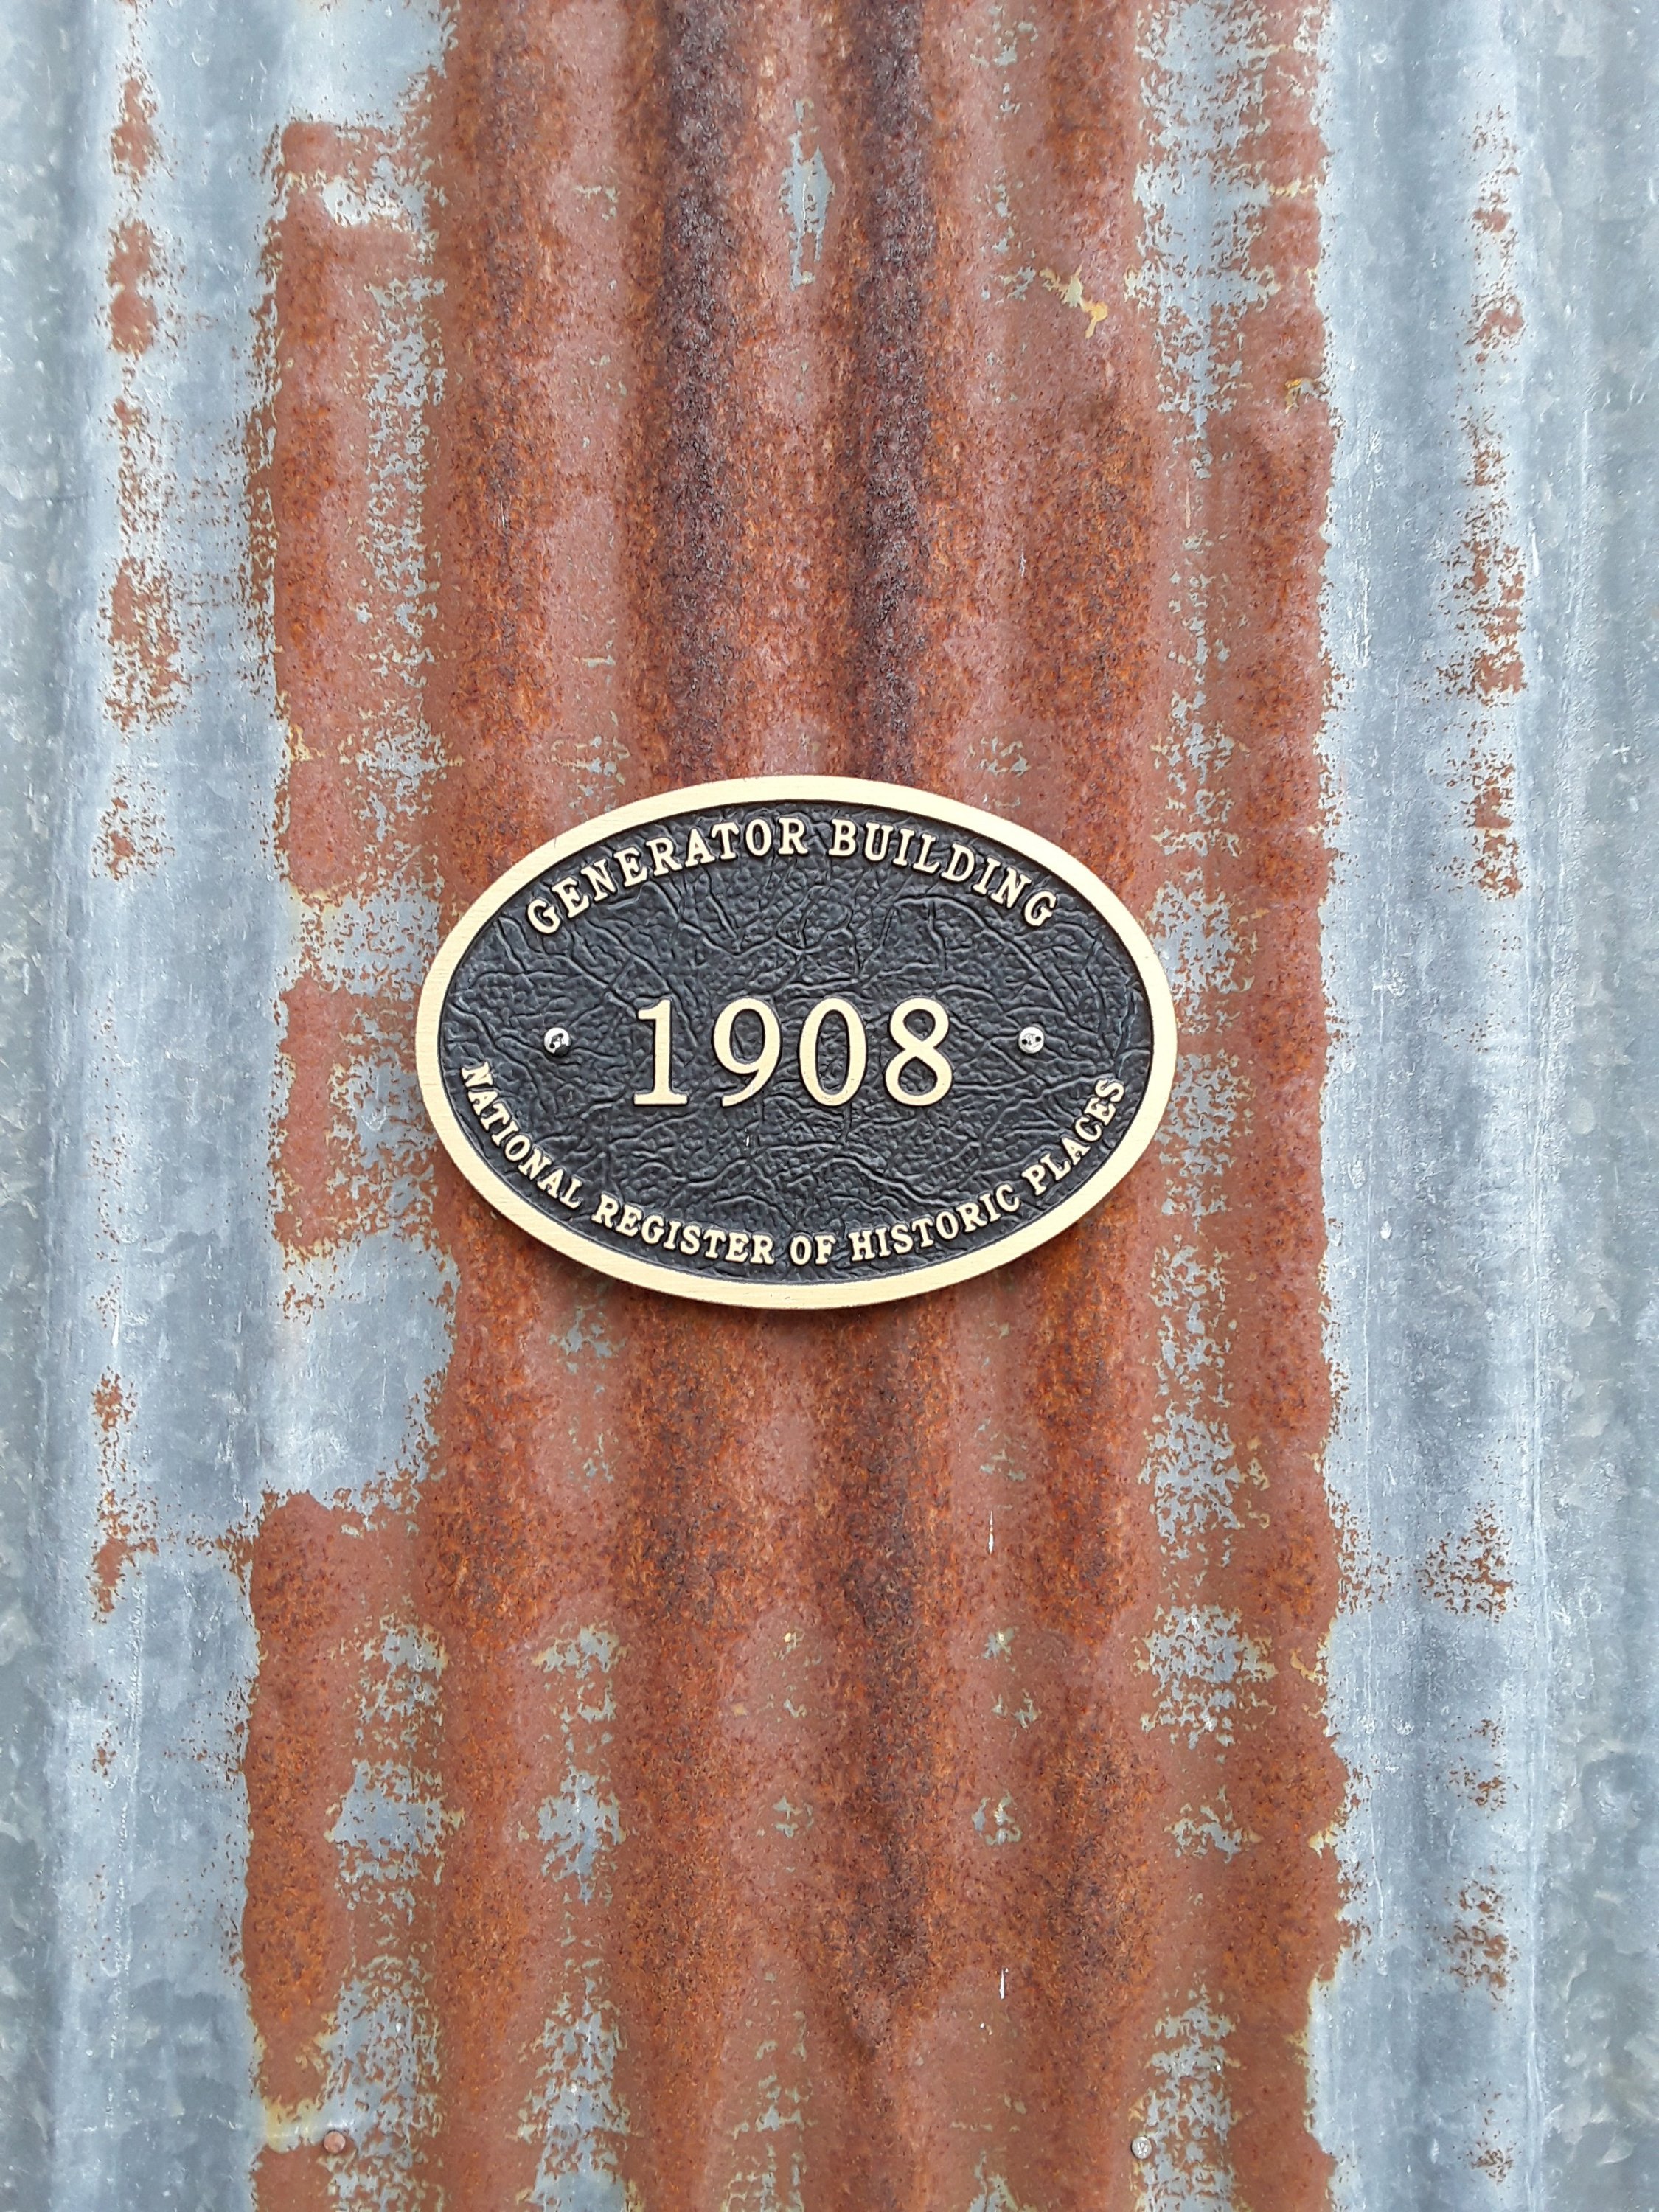 GENERATOR BUILDING
1908
NATIONAL REGISTER OF HISTORIC PLACES